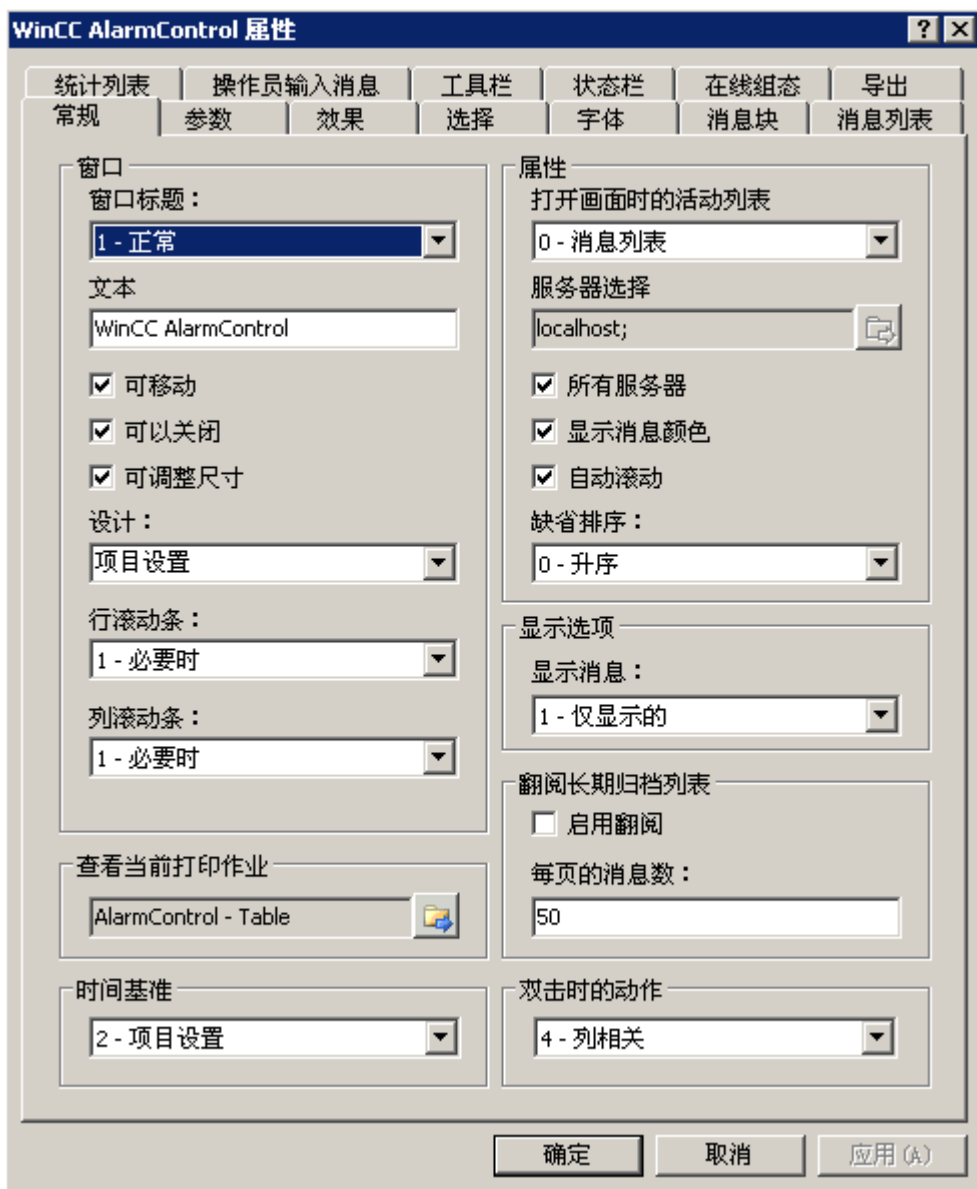 WinCC AlarmControl 属性
统计列表 操作员输入消息 工具栏 状态栏 在线组态 导出
常规 参数 效果 选择 字体 消息块 消息列表
窗口
窗口标题：
1 - 正常
文本
WinCC AlarmControl
可移动
可以关闭
可调整尺寸
设计：
项目设置
行滚动条：
1 - 必要时
列滚动条：
1 - 必要时
查看当前打印作业
AlarmControl - Table
时间基准
2 - 项目设置
属性
打开画面时的活动列表
0 - 消息列表
服务器选择
localhost;
所有服务器
显示消息颜色
自动滚动
缺省排序：
0 - 升序
显示选项
显示消息：
1 - 仅显示的
翻阅长期归档列表
启用翻阅
每页的消息数：
50
双击时的动作
4 - 列相关
确定 取消 应用(A)